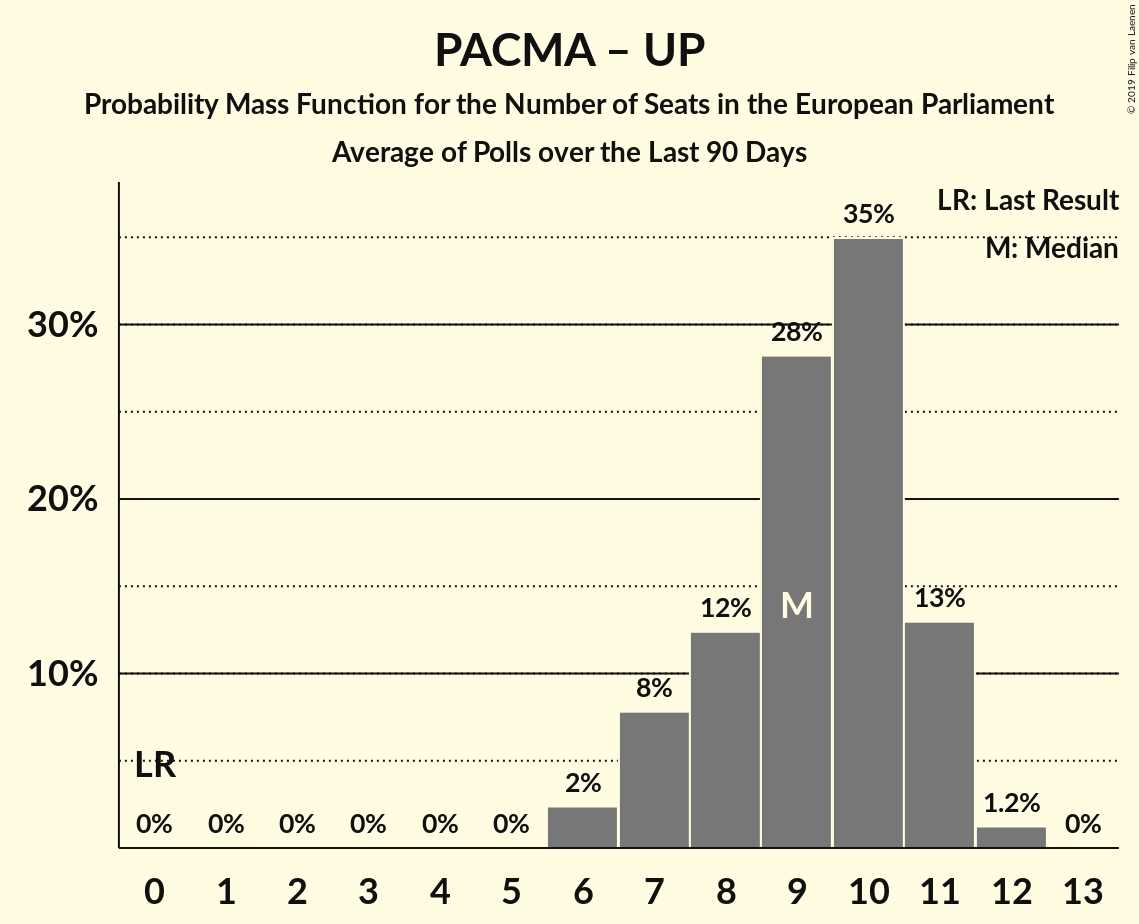 PACMA – UP
Probability Mass Function for the Number of Seats in the European Parliament
Average of Polls over the Last 90 Days
© 2019 Filip van Laenen
LR: Last Result
M: Median
35%
30%
28%
20%
13%
12%
M
10%
8%
LR
2%
1.2%
0% 0% 0% 0% 0% 0% 0%
0 1 2 3 4 5 6 7 8 9 10 11 12 13